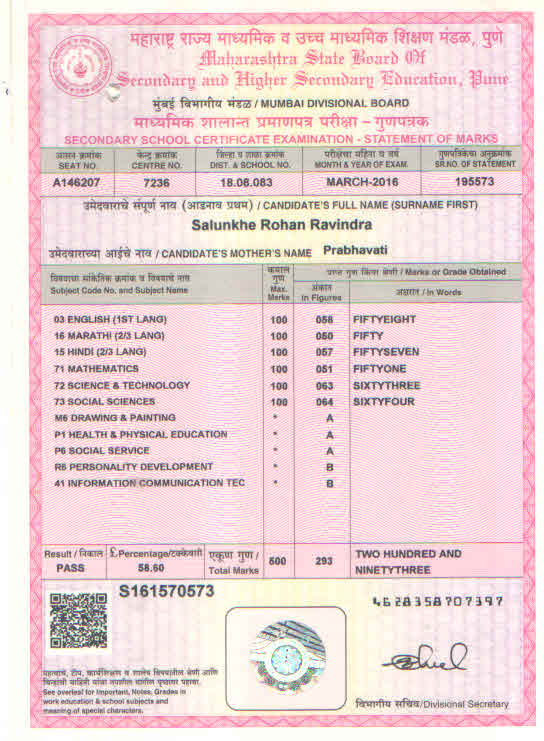 महाराष्ट्र राज्य माध्यमिक व उच्च माध्यमिक शिक्षण मंडळ, पुणे
Maharashtra State Board Of
Secondary and Higher Secondary Education, Pune
मुंबई विभागीय मंडळ / MUMBAI DIVISIONAL BOARD
माध्यमिक शालान्त प्रमाणपत्र परीक्षा – गुणपत्रक
SECONDARY SCHOOL CERTIFICATE EXAMINATION - STATEMENT OF MARKS
आसन क्रमांक केन्द्र क्रमांक जिल्हा व शाळा क्रमांक परीक्षेचा महिना व वर्ष गुणपत्रिकेचा अनुक्रमांक
SEAT NO. CENTRE NO. DIST. & SCHOOL NO. MONTH & YEAR OF EXAM. SR.NO. OF STATEMENT
A146207 7236 18.08.083 MARCH-2016 195573
उमेदवाराचे संपूर्ण नाव (आडनाव प्रथम) / CANDIDATE'S FULL NAME (SURNAME FIRST)
Salunkhe Rohan Ravindra
उमेदवाराच्या आईचे नाव / CANDIDATE'S MOTHER'S NAME Prabhavati
विषयाचा सांकेतिक क्रमांक व विषयाचे नाव कमाल गुण प्राप्त गुण किंवा श्रेणी / Marks or Grade Obtained
Subject Code No. and Subject Name Max. Marks अंकात In Figures अक्षरात / In Words
03 ENGLISH (1ST LANG) 100 058 FIFTYEIGHT
16 MARATHI (2/3 LANG) 100 050 FIFTY
15 HINDI (2/3 LANG) 100 057 FIFTYSEVEN
71 MATHEMATICS 100 051 FIFTYONE
72 SCIENCE & TECHNOLOGY 100 063 SIXTYTHREE
73 SOCIAL SCIENCES 100 064 SIXTYFOUR
M6 DRAWING & PAINTING * A
P1 HEALTH & PHYSICAL EDUCATION * A
P6 SOCIAL SERVICE * A
R6 PERSONALITY DEVELOPMENT * B
41 INFORMATION COMMUNICATION TEC * B
Result / निकाल £ Percentage/टक्केवारी एकूण गुण / 500 293 TWO HUNDRED AND
PASS 58.60 Total Marks NINETYTHREE
S161570573
4628358707397
महत्वाचे, टीप, कार्यशिक्षण व शालेय विषयातील श्रेणी आणि
चिन्हांची माहिती यांचा तपशील मागील पृष्ठावर पहावा.
See overleaf for Important, Notes, Grades in
work education & school subjects and
meaning of special characters.
विभागीय सचिव/Divisional Secretary